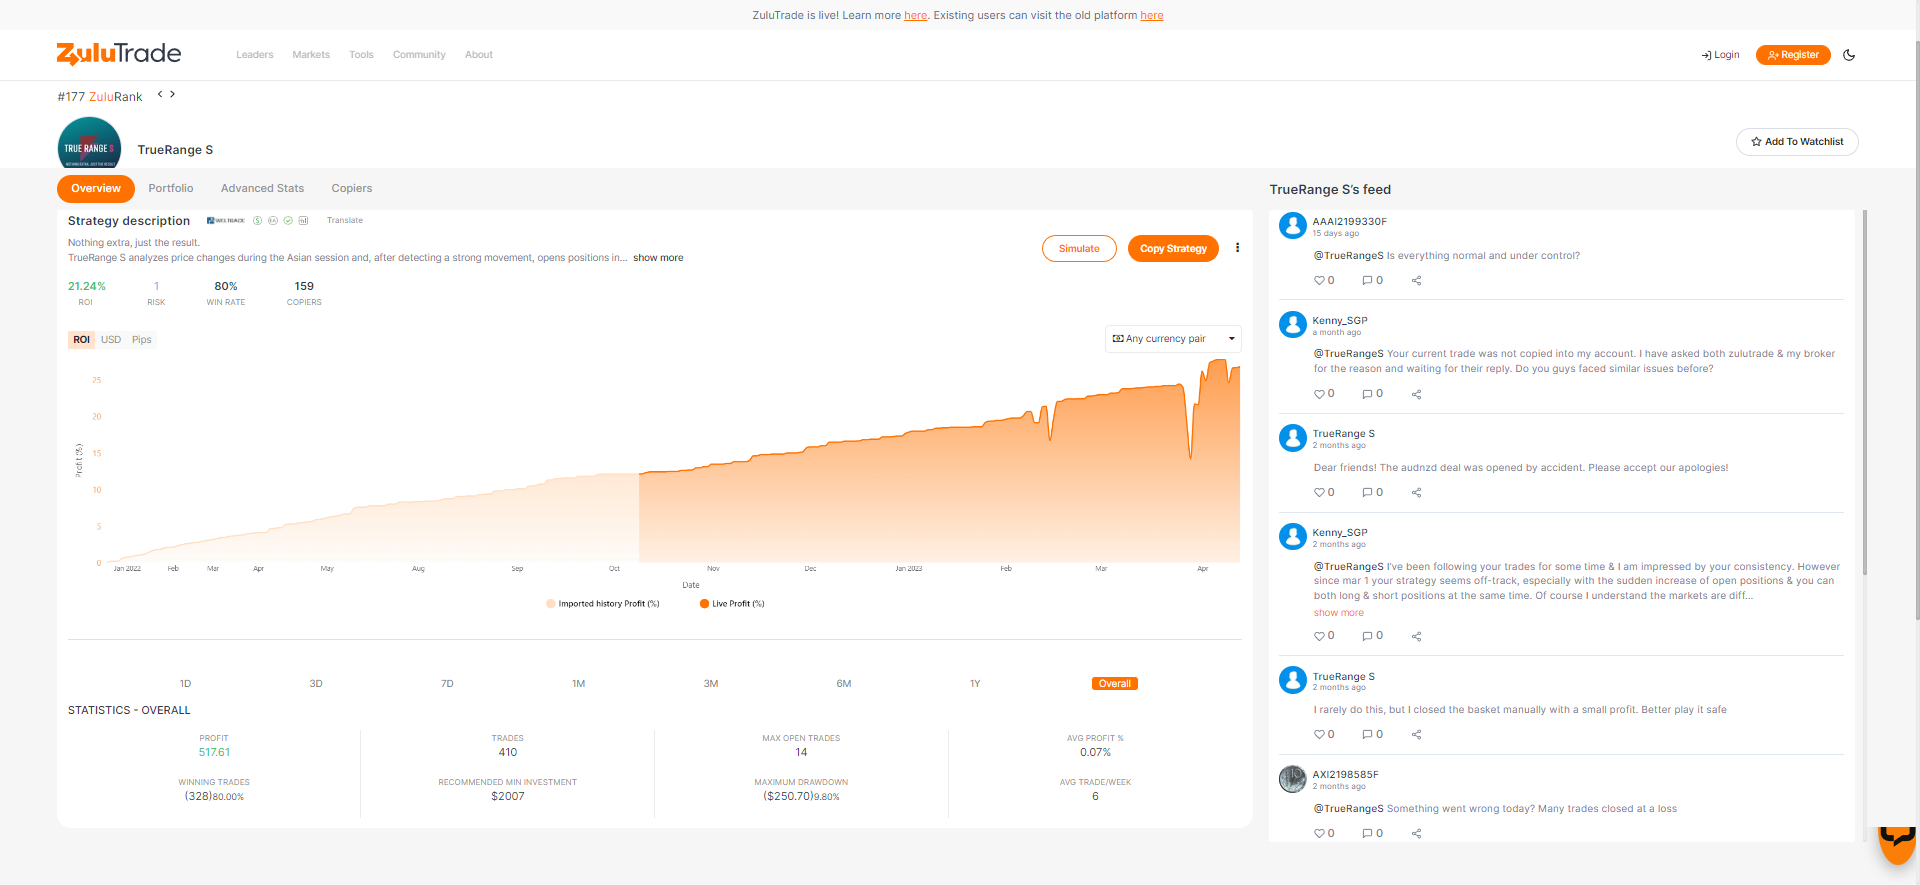 ZuluTrade is live! Learn more here. Existing users can visit the old platform here
ZuluTrade
Leaders
Markets
Tools
Community
About
Login
Register
#177 ZuluRank
TRUE RANGE S
NOTHING EXTRA, JUST THE RESULT
TrueRange S
Add To Watchlist
Overview
Portfolio
Advanced Stats
Copiers
Strategy description
Translate
Nothing extra, just the result.
TrueRange S analyzes price changes during the Asian session and, after detecting a strong movement, opens positions in... show more
Simulate
Copy Strategy
21.24%
ROI
1
RISK
80%
WIN RATE
159
COPIERS
ROI
USD
Pips
Any currency pair
Profit (%)
25
20
15
10
5
0
Jan 2022
Feb
Mar
Apr
May
Aug
Sep
Oct
Nov
Dec
Jan 2023
Feb
Mar
Apr
Date
Imported history Profit (%)
Live Profit (%)
1D
3D
7D
1M
3M
6M
1Y
Overall
STATISTICS - OVERALL
PROFIT
517.61
TRADES
410
MAX OPEN TRADES
14
AVG PROFIT %
0.07%
WINNING TRADES
(328)80.00%
RECOMMENDED MIN INVESTMENT
$2007
MAXIMUM DRAWDOWN
($250.70)9.80%
AVG TRADE/WEEK
6
TrueRange S's feed
AAAI2199330F
15 days ago
@TrueRangeS Is everything normal and under control?
0
0
Kenny_SGP
a month ago
@TrueRangeS Your current trade was not copied into my account. I have asked both zulutrade & my broker
for the reason and waiting for their reply. Do you guys faced similar issues before?
0
0
TrueRange S
2 months ago
Dear friends! The audnzd deal was opened by accident. Please accept our apologies!
0
0
Kenny_SGP
2 months ago
@TrueRangeS I've been following your trades for some time & I am impressed by your consistency. However
since mar 1 your strategy seems off-track, especially with the sudden increase of open positions & you can
both long & short positions at the same time. Of course I understand the markets are diff...
show more
0
0
TrueRange S
2 months ago
I rarely do this, but I closed the basket manually with a small profit. Better play it safe
0
0
AXI2198585F
2 months ago
@TrueRangeS Something went wrong today? Many trades closed at a loss
0
0